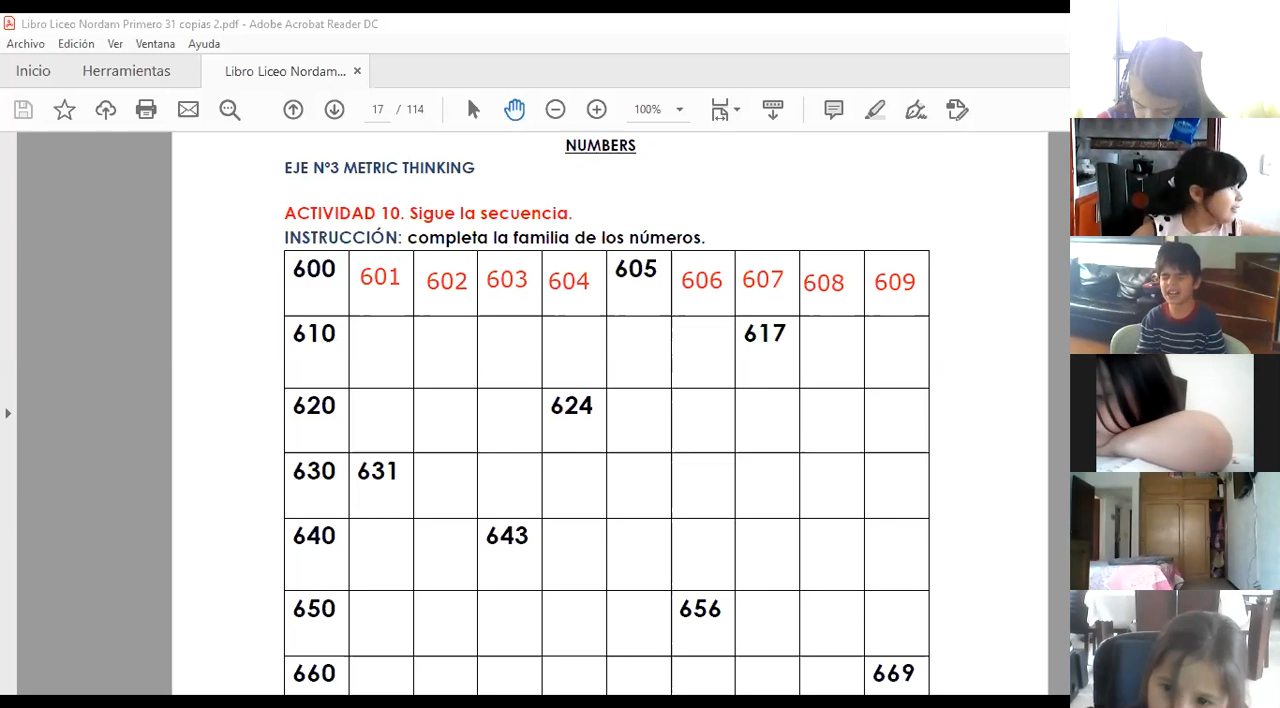 Libro Liceo Nordam Primero 31 copias 2.pdf - Adobe Acrobat Reader DC
Archivo Edición Ver Ventana Ayuda
Inicio Herramientas Libro Liceo Nordam... ×
17 / 114 100%
NUMBERS
EJE Nº3 METRIC THINKING
ACTIVIDAD 10. Sigue la secuencia.
INSTRUCCIÓN: completa la familia de los números.
600 601 602 603 604 605 606 607 608 609
610 617
620 624
630 631
640 643
650 656
660 669